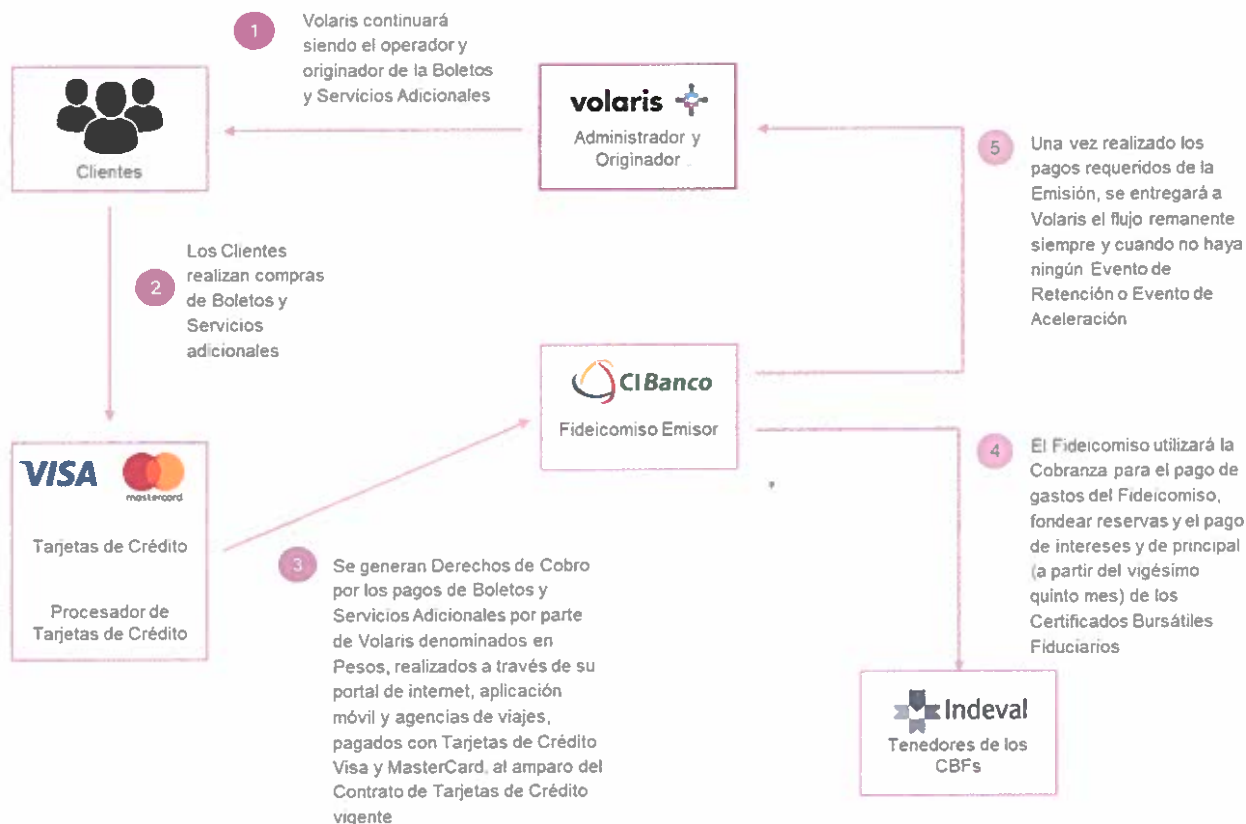 1
Volaris continuará
siendo el operador y
originador de la Boletos
y Servicios Adicionales
Clientes
volaris
Administrador y
Originador
5
Una vez realizado los
pagos requeridos de la
Emisión, se entregará a
Volaris el flujo remanente
siempre y cuando no haya
ningún Evento de
Retención o Evento de
Aceleración
2
Los Clientes
realizan compras
de Boletos y
Servicios
adicionales
CIBanco
Fideicomiso Emisor
VISA
mastercard
Tarjetas de Crédito
Procesador de
Tarjetas de Crédito
4
El Fideicomiso utilizará la
Cobranza para el pago de
gastos del Fideicomiso,
fondear reservas y el pago
de intereses y de principal
(a partir del vigésimo
quinto mes) de los
Certificados Bursátiles
Fiduciarios
3
Se generan Derechos de Cobro
por los pagos de Boletos y
Servicios Adicionales por parte
de Volaris denominados en
Pesos, realizados a través de su
portal de internet, aplicación
móvil y agencias de viajes,
pagados con Tarjetas de Crédito
Visa y MasterCard, al amparo del
Contrato de Tarjetas de Crédito
vigente
Indeval
Tenedores de los
CBFs